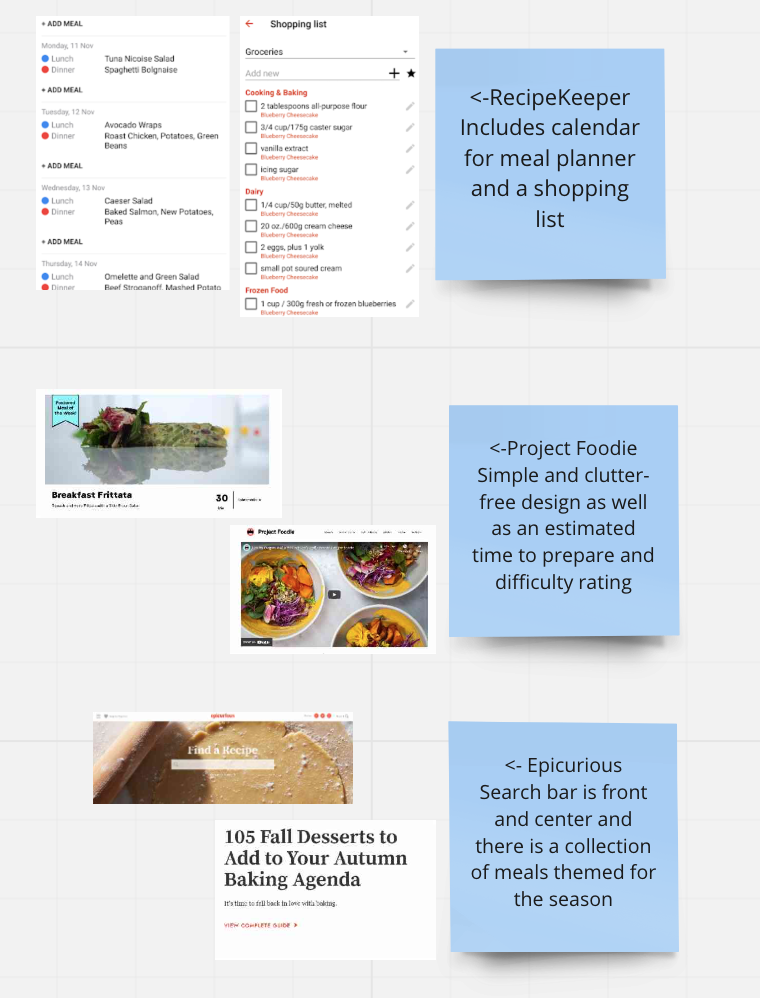 + ADD MEAL
Monday, 11 Nov
Lunch Tuna Nicoise Salad
Dinner Spaghetti Bolgnaise
+ ADD MEAL
Tuesday, 12 Nov
Lunch Avocado Wraps
Dinner Roast Chicken, Potatoes, Green
Beans
+ ADD MEAL
Wednesday, 13 Nov
Lunch Caeser Salad
Dinner Baked Salmon, New Potatoes,
Peas
+ ADD MEAL
Thursday, 14 Nov
Lunch Omelette and Green Salad
Dinner Beef Stroganoff, Mashed Potato
Shopping list
Groceries
Add new
Cooking & Baking
2 tablespoons all-purpose flour
Blueberry Cheesecake
3/4 cup/175g caster sugar
Blueberry Cheesecake
vanilla extract
Blueberry Cheesecake
icing sugar
Blueberry Cheesecake
Dairy
1/4 cup/50g butter, melted
Blueberry Cheesecake
20 oz./600g cream cheese
Blueberry Cheesecake
2 eggs, plus 1 yolk
Blueberry Cheesecake
small pot soured cream
Blueberry Cheesecake
Frozen Food
1 cup / 300g fresh or frozen blueberries
Blueberry Cheesecake
<-RecipeKeeper
Includes calendar
for meal planner
and a shopping
list
Featured
Meal of
the Week!
Breakfast Frittata
30
<-Project Foodie
Simple and clutter-
free design as well
as an estimated
time to prepare and
difficulty rating
Project Foodie
epicurious
Find a Recipe
105 Fall Desserts to
Add to Your Autumn
Baking Agenda
It's time to fall back in love with baking.
VIEW COMPLETE GUIDE
<- Epicurious
Search bar is front
and center and
there is a collection
of meals themed for
the season